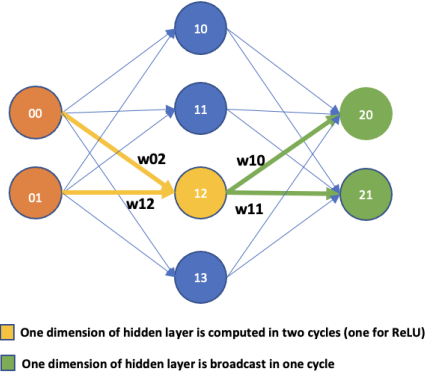 10
00
11
20
w02
w10
01
12
21
w12
w11
13
One dimension of hidden layer is computed in two cycles (one for ReLU)
One dimension of hidden layer is broadcast in one cycle